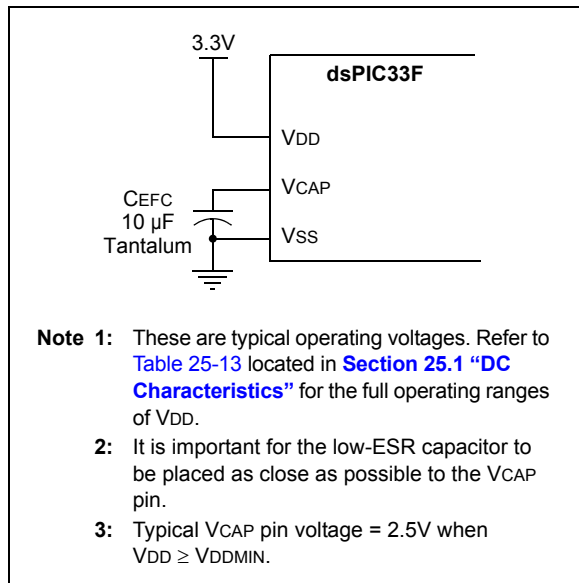 3.3V
dsPIC33F
VDD
VCAP
CEFC
10 µF
Tantalum
VSS
Note 1: These are typical operating voltages. Refer to
Table 25-13 located in Section 25.1 “DC
Characteristics” for the full operating ranges
of VDD.
2: It is important for the low-ESR capacitor to
be placed as close as possible to the VCAP
pin.
3: Typical VCAP pin voltage = 2.5V when
VDD ≥ VDDMIN.